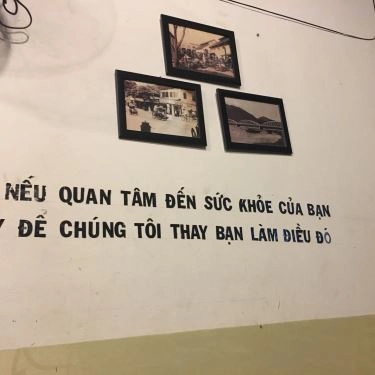 NẾU QUAN TÂM ĐẾN SỨC KHỎE CỦA BẠN
ĐỂ CHÚNG TÔI THAY BẠN LÀM ĐIỀU ĐÓ